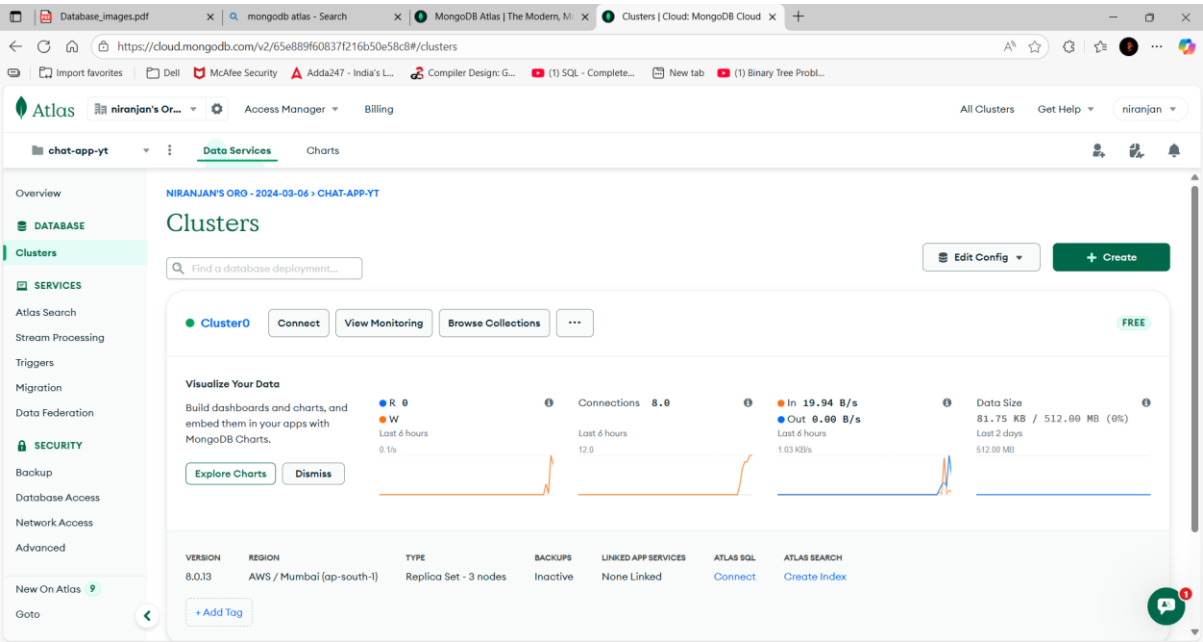 Database_images.pdf
mongodb atlas - Search
MongoDB Atlas | The Modern, M
Clusters | Cloud: MongoDB Cloud
https://cloud.mongodb.com/v2/65e889f60837f216b50e58c8#/clusters
Import favorites
Dell
McAfee Security
Adda247 - India's L...
Compiler Design: G...
(1) SQL - Complete...
New tab
(1) Binary Tree Probl...
Atlas
niranjan's Or...
Access Manager
Billing
All Clusters
Get Help
niranjan
chat-app-yt
Data Services
Charts
Overview
DATABASE
Clusters
SERVICES
Atlas Search
Stream Processing
Triggers
Migration
Data Federation
SECURITY
Backup
Database Access
Network Access
Advanced
New On Atlas 9
Goto
NIRANJAN'S ORG - 2024-03-06 > CHAT-APP-YT
Clusters
Find a database deployment...
Edit Config
+ Create
Cluster0
Connect
View Monitoring
Browse Collections
...
FREE
Visualize Your Data
Build dashboards and charts, and
embed them in your apps with
MongoDB Charts.
Explore Charts
Dismiss
R 0
W
Last 6 hours
0.1/s
Connections 8.0
Last 6 hours
12.0
In 19.94 B/s
Out 0.00 B/s
Last 6 hours
1.03 KB/s
Data Size
81.75 KB / 512.00 MB (0%)
Last 2 days
512.00 MB
VERSION
8.0.13
REGION
AWS / Mumbai (ap-south-1)
TYPE
Replica Set - 3 nodes
BACKUPS
Inactive
LINKED APP SERVICES
None Linked
ATLAS SQL
Connect
ATLAS SEARCH
Create Index
+ Add Tag
1